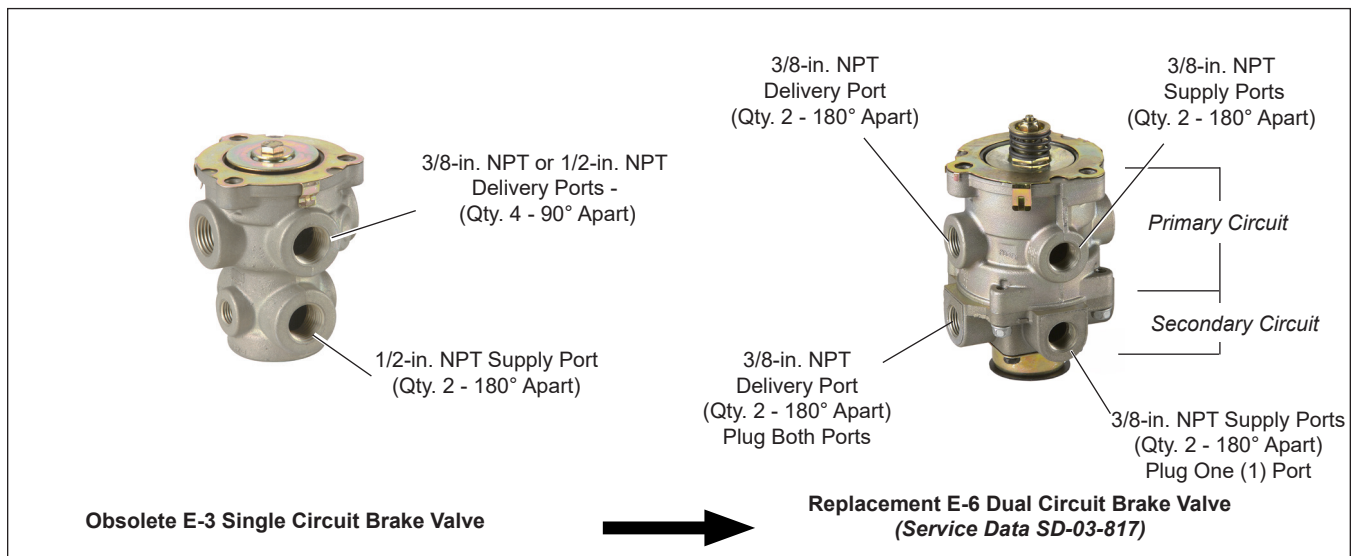 3/8-in. NPT or 1/2-in. NPT
Delivery Ports -
(Qty. 4 - 90° Apart)
1/2-in. NPT Supply Port
(Qty. 2 - 180° Apart)
Obsolete E-3 Single Circuit Brake Valve
3/8-in. NPT
Delivery Port
(Qty. 2 - 180° Apart)
3/8-in. NPT
Supply Ports
(Qty. 2 - 180° Apart)
Primary Circuit
Secondary Circuit
3/8-in. NPT
Delivery Port
(Qty. 2 - 180° Apart)
Plug Both Ports
3/8-in. NPT Supply Ports
(Qty. 2 - 180° Apart)
Plug One (1) Port
Replacement E-6 Dual Circuit Brake Valve
(Service Data SD-03-817)